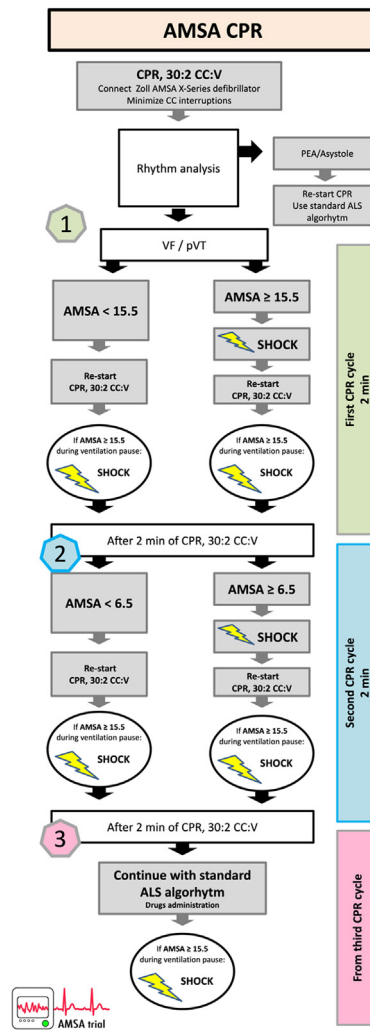 AMSA CPR
CPR, 30:2 CC:V
Connect Zoll AMSA X-Series defibrillator
Minimize CC interruptions
Rhythm analysis
PEA/Asystole
Re-start CPR
Use standard ALS
algorhytm
1
VF / pVT
AMSA < 15.5
AMSA ≥ 15.5
SHOCK
Re-start
CPR, 30:2 CC:V
Re-start
CPR, 30:2 CC:V
If AMSA ≥ 15.5
during ventilation pause:
SHOCK
If AMSA ≥ 15.5
during ventilation pause:
SHOCK
First CPR cycle
2 min
After 2 min of CPR, 30:2 CC:V
2
AMSA < 6.5
AMSA ≥ 6.5
SHOCK
Re-start
CPR, 30:2 CC:V
Re-start
CPR, 30:2 CC:V
If AMSA ≥ 15.5
during ventilation pause:
SHOCK
If AMSA ≥ 15.5
during ventilation pause:
SHOCK
Second CPR cycle
2 min
After 2 min of CPR, 30:2 CC:V
3
Continue with standard
ALS algorhytm
Drugs administration
If AMSA ≥ 15.5
during ventilation pause:
SHOCK
From third CPR cycle
AMSA trial